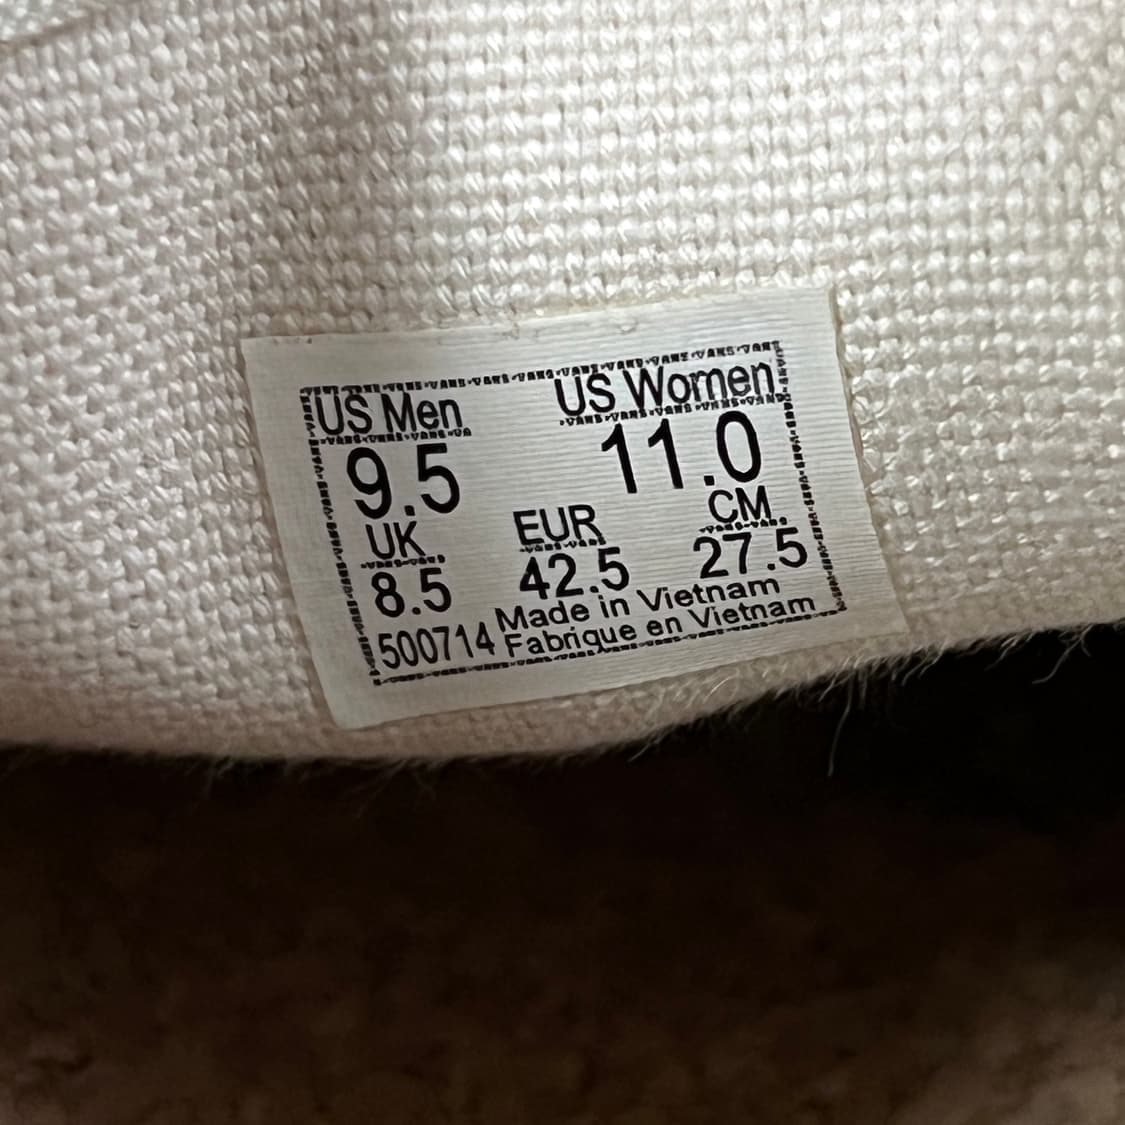 US Men US Women
9.5 11.0
UK EUR CM
8.5 42.5 27.5
Made in Vietnam
500714 Fabrique en Vietnam